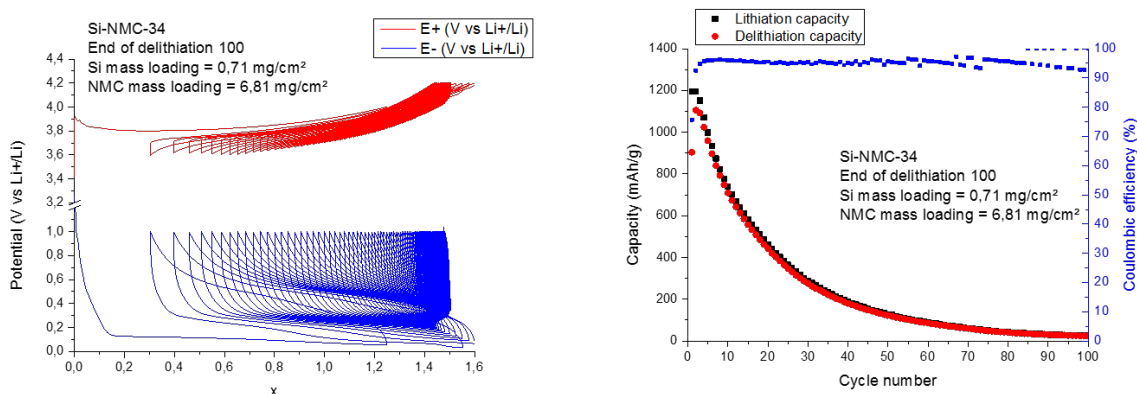 E+ (V vs Li+/Li)
E- (V vs Li+/Li)
Si-NMC-34
End of delithiation 100
Si mass loading = 0,71 mg/cm²
NMC mass loading = 6,81 mg/cm²
4,4
4,2
4,0
3,8
3,6
3,4
3,2
1,0
0,8
0,6
0,4
0,2
0,0
Potential (V vs Li+/Li)
0,0 0,2 0,4 0,6 0,8 1,0 1,2 1,4 1,6
x
Lithiation capacity
Delithiation capacity
1400
1200
1000
800
600
400
200
0
Capacity (mAh/g)
Si-NMC-34
End of delithiation 100
Si mass loading = 0,71 mg/cm²
NMC mass loading = 6,81 mg/cm²
100
90
80
70
60
50
40
30
20
10
0
Coulombic efficiency (%)
0 10 20 30 40 50 60 70 80 90 100
Cycle number